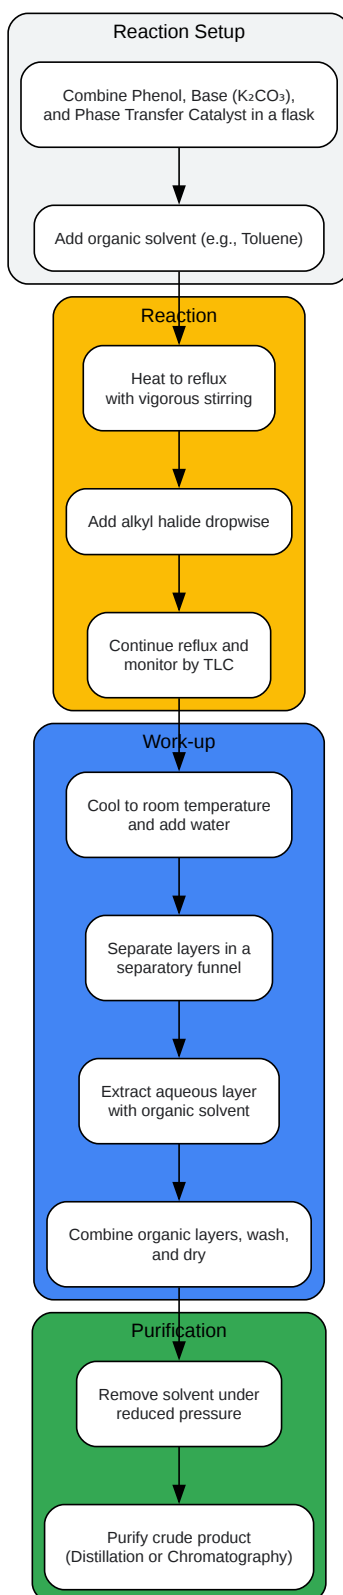 Reaction Setup
Combine Phenol, Base (K₂CO₃),
and Phase Transfer Catalyst in a flask
Add organic solvent (e.g., Toluene)
Reaction
Heat to reflux
with vigorous stirring
Add alkyl halide dropwise
Continue reflux and
monitor by TLC
Work-up
Cool to room temperature
and add water
Separate layers in a
separatory funnel
Extract aqueous layer
with organic solvent
Combine organic layers, wash,
and dry
Purification
Remove solvent under
reduced pressure
Purify crude product
(Distillation or Chromatography)